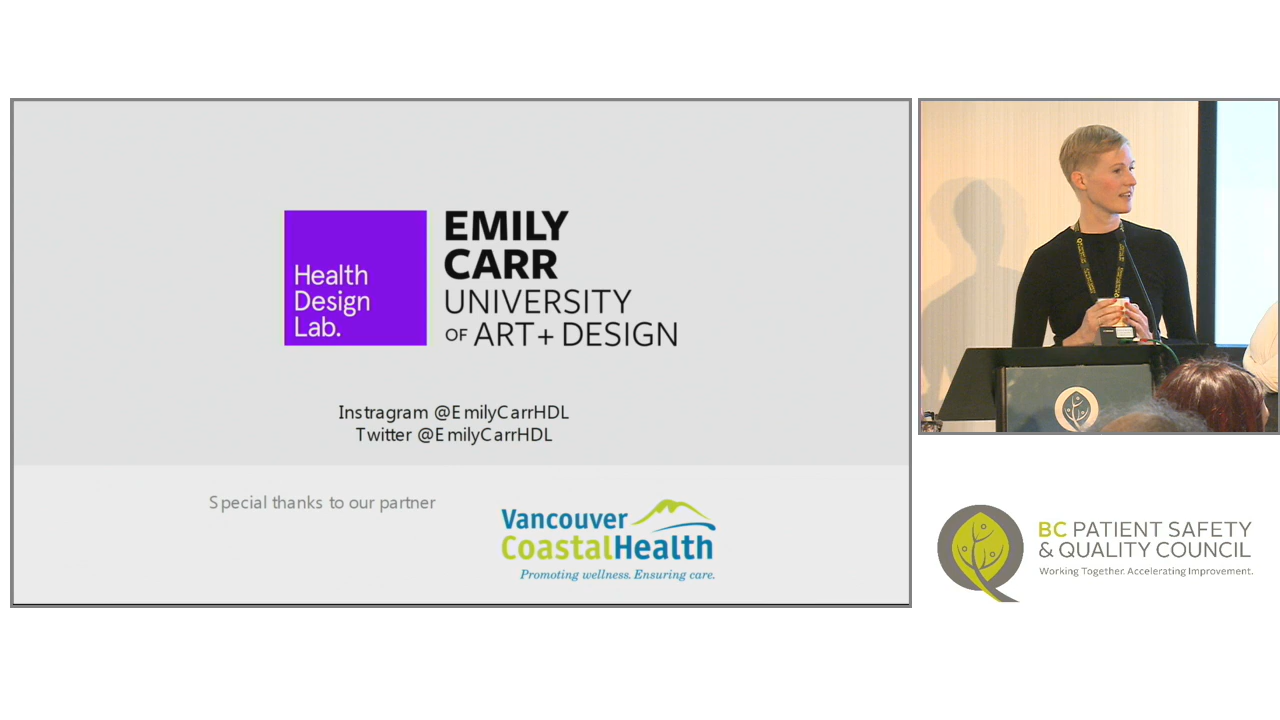 Health
Design
Lab.
EMILY
CARR
UNIVERSITY
OF ART + DESIGN
Instragram @EmilyCarrHDL
Twitter @EmilyCarrHDL
Special thanks to our partner
Vancouver
CoastalHealth
Promoting wellness. Ensuring care.
BC PATIENT SAFETY
& QUALITY COUNCIL
Working Together. Accelerating Improvement.